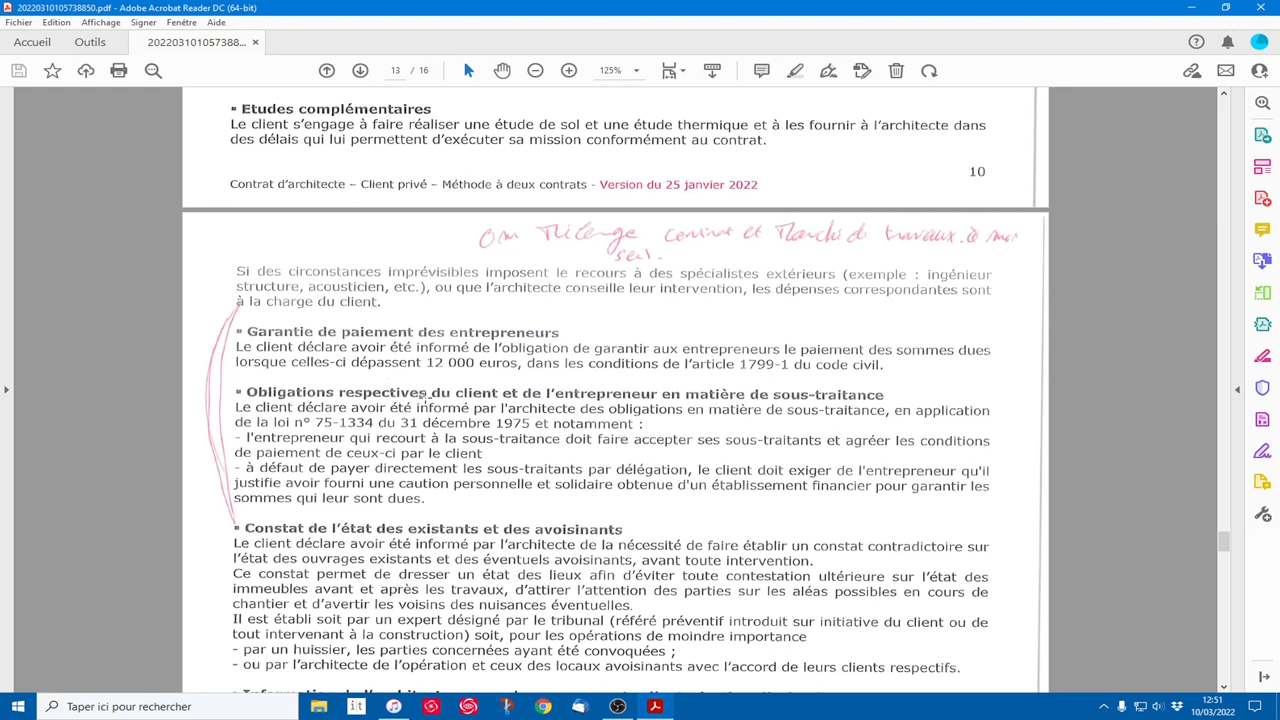 20220310105738850.pdf - Adobe Acrobat Reader DC (64-bit)
Fichier Edition Affichage Signer Fenêtre Aide
Accueil Outils 202203101057388... ×
13 / 16 125%
▪ Etudes complémentaires
Le client s'engage à faire réaliser une étude de sol et une étude thermique et à les fournir à l'architecte dans
des délais qui lui permettent d'exécuter sa mission conformément au contrat.
10
Contrat d'architecte – Client privé – Méthode à deux contrats - Version du 25 janvier 2022
contrat et Marché de travaux. à mon
sens.
Si des circonstances imprévisibles imposent le recours à des spécialistes extérieurs (exemple : ingénieur
structure, acousticien, etc.), ou que l'architecte conseille leur intervention, les dépenses correspondantes sont
à la charge du client.
▪ Garantie de paiement des entrepreneurs
Le client déclare avoir été informé de l'obligation de garantir aux entrepreneurs le paiement des sommes dues
lorsque celles-ci dépassent 12 000 euros, dans les conditions de l'article 1799-1 du code civil.
▪ Obligations respectives du client et de l'entrepreneur en matière de sous-traitance
Le client déclare avoir été informé par l'architecte des obligations en matière de sous-traitance, en application
de la loi n° 75-1334 du 31 décembre 1975 et notamment :
- l'entrepreneur qui recourt à la sous-traitance doit faire accepter ses sous-traitants et agréer les conditions
de paiement de ceux-ci par le client
- à défaut de payer directement les sous-traitants par délégation, le client doit exiger de l'entrepreneur qu'il
justifie avoir fourni une caution personnelle et solidaire obtenue d'un établissement financier pour garantir les
sommes qui leur sont dues.
▪ Constat de l'état des existants et des avoisinants
Le client déclare avoir été informé par l'architecte de la nécessité de faire établir un constat contradictoire sur
l'état des ouvrages existants et des éventuels avoisinants, avant toute intervention.
Ce constat permet de dresser un état des lieux afin d'éviter toute contestation ultérieure sur l'état des
immeubles avant et après les travaux, d'attirer l'attention des parties sur les aléas possibles en cours de
chantier et d'avertir les voisins des nuisances éventuelles.
Il est établi soit par un expert désigné par le tribunal (référé préventif introduit sur initiative du client ou de
tout intervenant à la construction) soit, pour les opérations de moindre importance
- par un huissier, les parties concernées ayant été convoquées ;
- ou par l'architecte de l'opération et ceux des locaux avoisinants avec l'accord de leurs clients respectifs.
Taper ici pour rechercher
12:51
10/03/2022